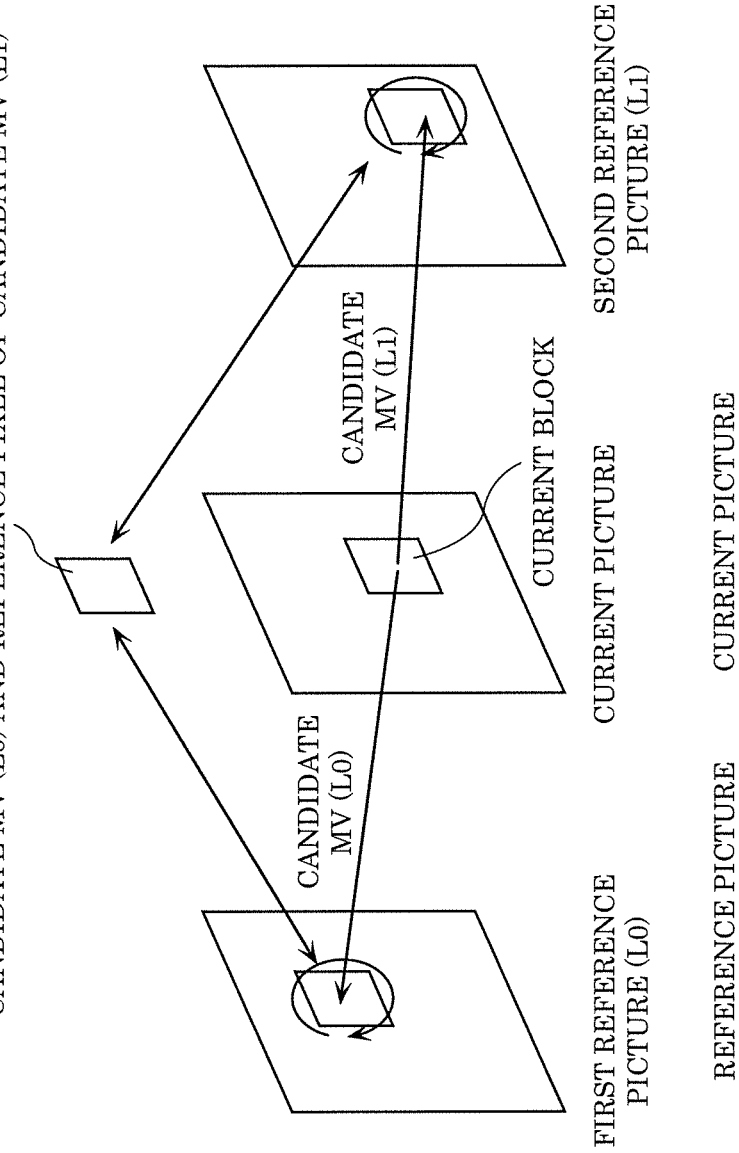 CANDIDATE MV (L0) AND REFERENCE PIXEL OF CANDIDATE MV (L1)
CANDIDATE
MV (L0)
CANDIDATE
MV (L1)
CURRENT BLOCK
FIRST REFERENCE
PICTURE (L0)
CURRENT PICTURE
SECOND REFERENCE
PICTURE (L1)
REFERENCE PICTURE
CURRENT PICTURE